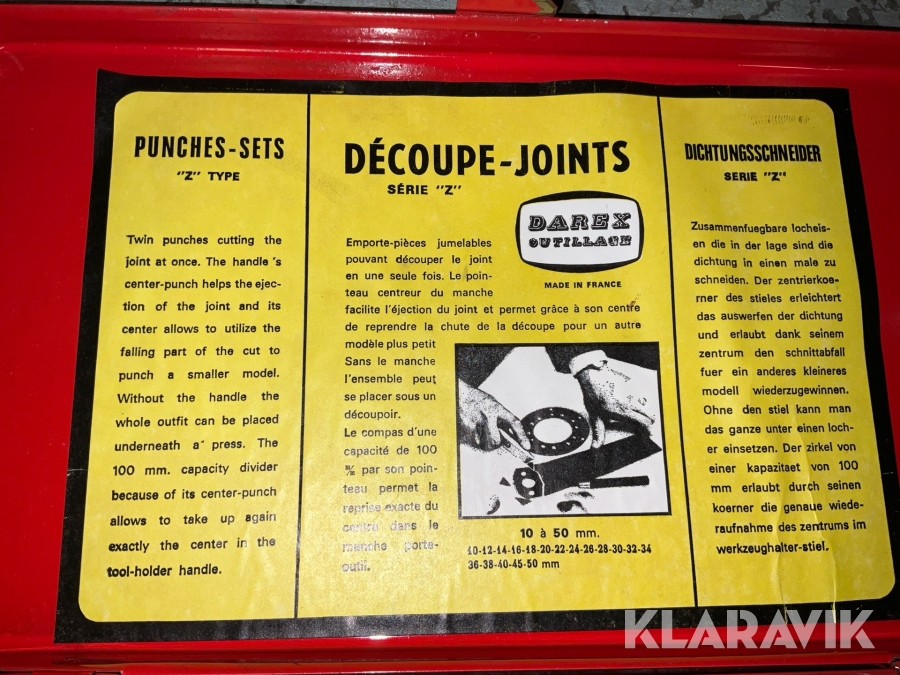 PUNCHES-SETS
"Z" TYPE
Twin punches cutting the
joint at once. The handle's
center-punch helps the ejec-
tion of the joint and its
center allows to utilize the
falling part of the cut to
punch a smaller model.
Without the handle the
whole outfit can be placed
underneath a press. The
100 mm. capacity divider
because of its center-punch
allows to take up again
exactly the center in the
tool-holder handle.
DÉCOUPE-JOINTS
SÉRIE "Z"
DAREX
OUTILLAGE
MADE IN FRANCE
Emporte-pièces jumelables
pouvant découper le joint
en une seule fois. Le poin-
teau centreur du manche
facilite l'éjection du joint et permet grâce à son centre
de reprendre la chute de la découpe pour un autre
modèle plus petit
Sans le manche
l'ensemble peut
se placer sous un
découpoir.
Le compas d'une
capacité de 100
m/m par son poin-
teau permet la
reprise exacte du
centre dans le
manche porte-
outil.
10 à 50 mm.
10-12-14-16-18-20-22-24-26-28-30-32-34
36-38-40-45-50 mm
DICHTUNGSSCHNEIDER
SERIE "Z"
Zusammenfuegbare locheis-
en die in der lage sind die
dichtung in einen male zu
schneiden. Der zentrierkoe-
rner des stieles erleichtert
das auswerfen der dichtung
und erlaubt dank seinem
zentrum den schnittabfall
fuer ein anderes kleineres
modell wiederzugewinnen.
Ohne den stiel kann man
das ganze unter einen loch-
er einsetzen. Der zirkel von
einer kapazitaet von 100
mm erlaubt durch seinen
koerner die genaue wiede-
raufnahme des zentrums im
werkzeughalter-stiel.
KLARAVIK